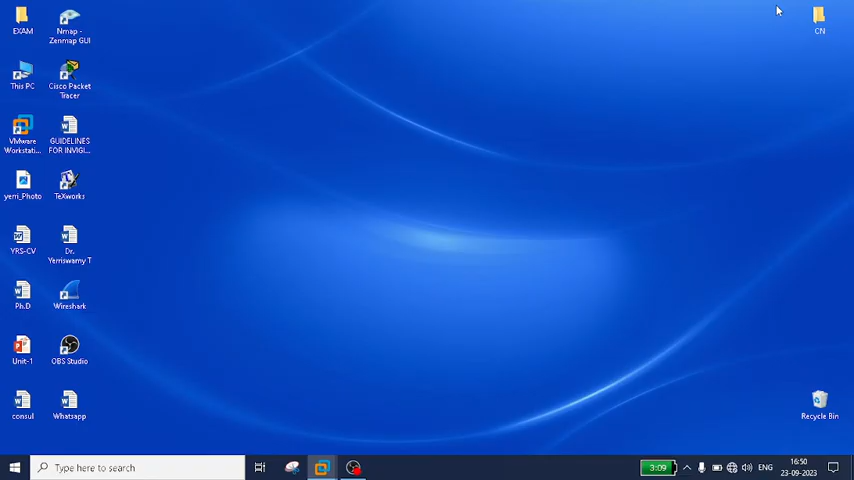 EXAM
Nmap -
Zenmap GUI
CN
This PC
Cisco Packet
Tracer
VMware
Workstati...
GUIDELINES
FOR INVIGI...
yerri_Photo
TeXworks
YRS-CV
Dr.
Yerriswamy T
Ph.D
Wireshark
Unit-1
OBS Studio
consul
Whatsapp
Recycle Bin
Type here to search
3:09
ENG
16:50
23-09-2023